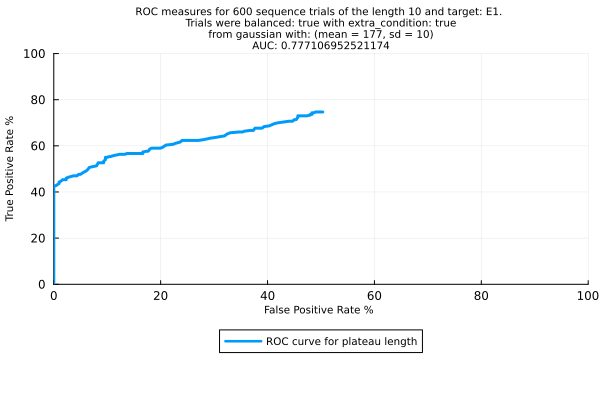 ROC measures for 600 sequence trials of the length 10 and target: E1.
Trials were balanced: true with extra_condition: true
from gaussian with: (mean = 177, sd = 10)
AUC: 0.777106952521174
100
80
60
40
20
0
True Positive Rate %
0 20 40 60 80 100
False Positive Rate %
ROC curve for plateau length